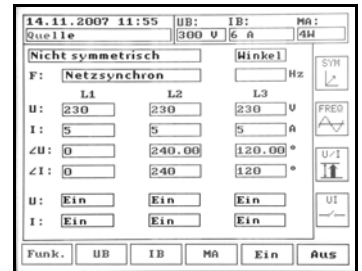 14.11.2007 11:55 UB: IB: MA:
Quelle 300 V 6 A 4W
Nicht symmetrisch Winkel
SYM
F: Netzsynchron Hz
L1 L2 L3
U: 230 230 230 V
FREQ
I: 5 5 5 A
∠U: 0 240.00 120.00 °
U/I
∠I: 0 240 120 °
U: Ein Ein Ein
UI
I: Ein Ein Ein
Funk. UB IB MA Ein Aus